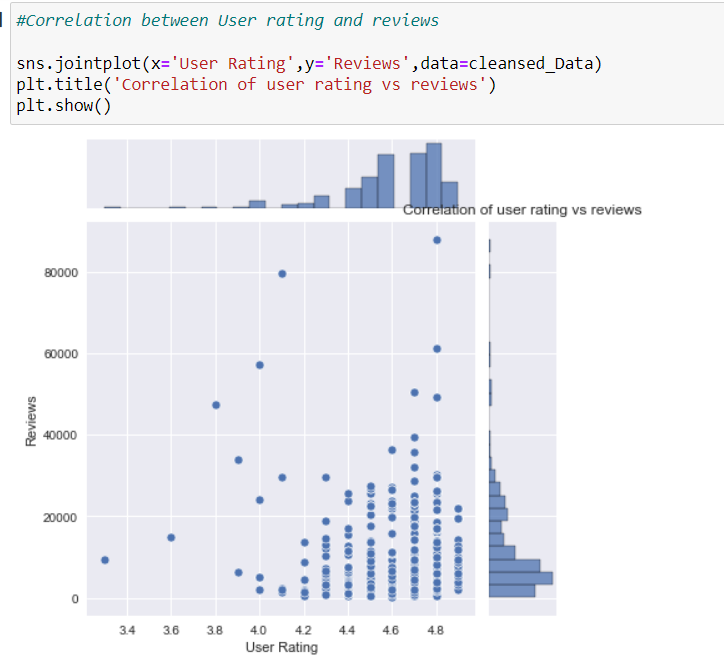 #Correlation between User rating and reviews
sns.jointplot(x='User Rating',y='Reviews',data=cleansed_Data)
plt.title('Correlation of user rating vs reviews')
plt.show()
Correlation of user rating vs reviews
80000
60000
40000
20000
0
Reviews
3.4 3.6 3.8 4.0 4.2 4.4 4.6 4.8
User Rating